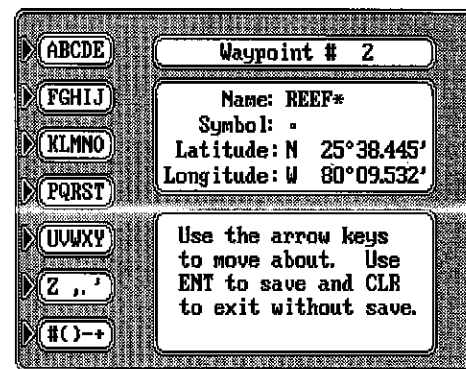 ABCDE
FGHIJ
KLMNO
PQRST
UVWXY
Z ,. '
#()-+
Waypoint # 2
Name: REEF*
Symbol: ▫
Latitude: N 25°38.445'
Longitude: W 80°09.532'
Use the arrow keys
to move about. Use
ENT to save and CLR
to exit without save.